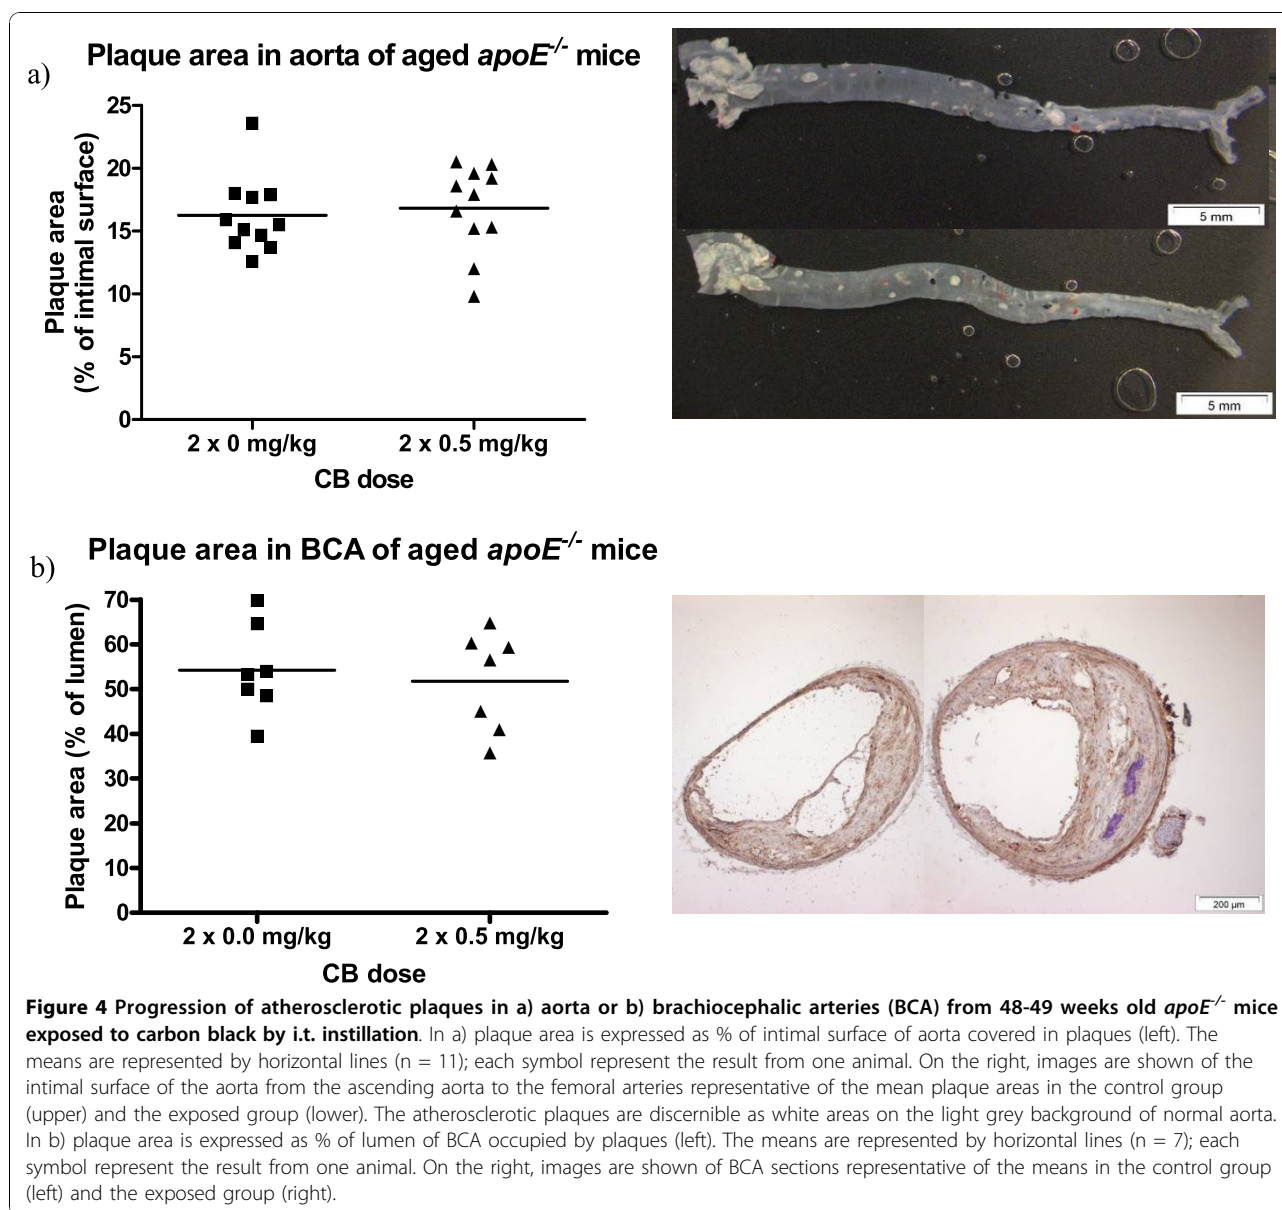 a)
Plaque area in aorta of aged apoE-/- mice
Plaque area
(% of intimal surface)
25
20
15
10
5
0
2 x 0 mg/kg
2 x 0.5 mg/kg
CB dose
5 mm
5 mm
b)
Plaque area in BCA of aged apoE-/- mice
Plaque area (% of lumen)
70
60
50
40
30
20
10
0
2 x 0.0 mg/kg
2 x 0.5 mg/kg
CB dose
200 µm
Figure 4 Progression of atherosclerotic plaques in a) aorta or b) brachiocephalic arteries (BCA) from 48-49 weeks old apoE-/- mice
exposed to carbon black by i.t. instillation. In a) plaque area is expressed as % of intimal surface of aorta covered in plaques (left). The
means are represented by horizontal lines (n = 11); each symbol represent the result from one animal. On the right, images are shown of the
intimal surface of the aorta from the ascending aorta to the femoral arteries representative of the mean plaque areas in the control group
(upper) and the exposed group (lower). The atherosclerotic plaques are discernible as white areas on the light grey background of normal aorta.
In b) plaque area is expressed as % of lumen of BCA occupied by plaques (left). The means are represented by horizontal lines (n = 7); each
symbol represent the result from one animal. On the right, images are shown of BCA sections representative of the means in the control group
(left) and the exposed group (right).